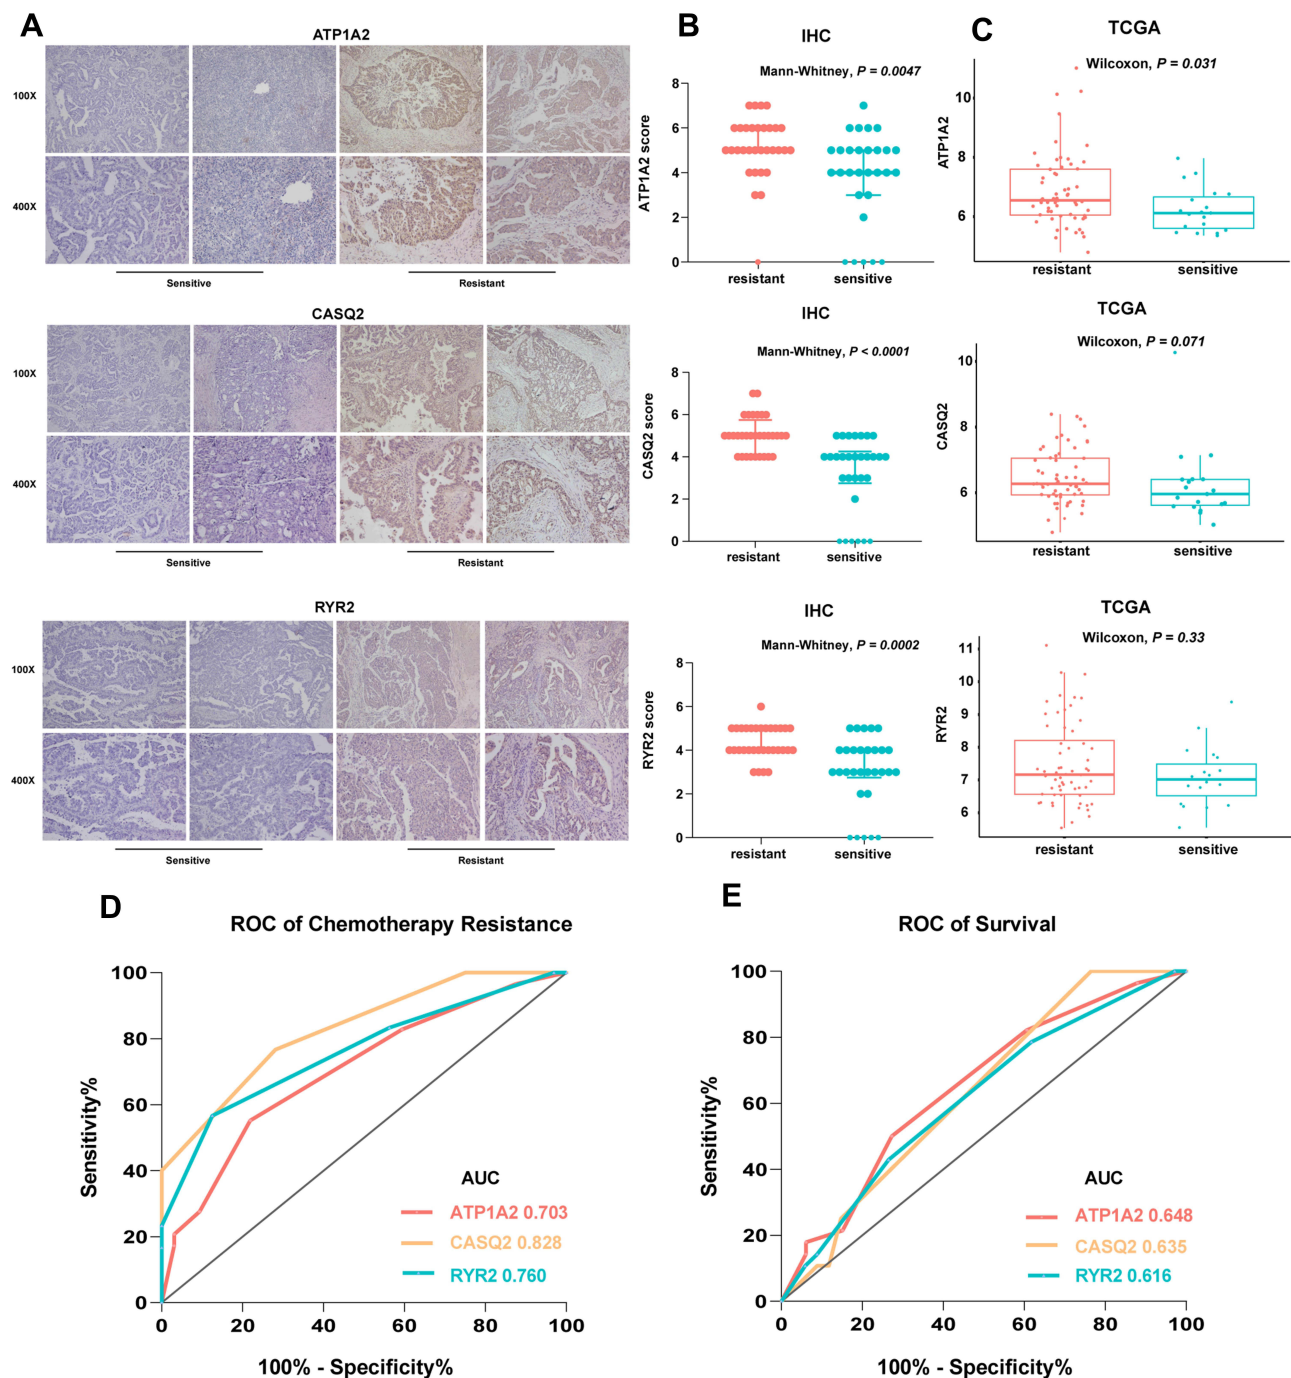 A
ATP1A2
100X
400X
Sensitive
Resistant
CASQ2
100X
400X
Sensitive
Resistant
RYR2
100X
400X
Sensitive
Resistant
B
IHC
Mann-Whitney, P = 0.0047
ATP1A2 score
8
6
4
2
0
resistant
sensitive
IHC
Mann-Whitney, P < 0.0001
CASQ2 score
8
6
4
2
0
resistant
sensitive
IHC
Mann-Whitney, P = 0.0002
RYR2 score
8
6
4
2
0
resistant
sensitive
C
TCGA
Wilcoxon, P = 0.031
ATP1A2
10
8
6
resistant
sensitive
TCGA
Wilcoxon, P = 0.071
CASQ2
10
8
6
resistant
sensitive
TCGA
Wilcoxon, P = 0.33
RYR2
11
10
9
8
7
6
resistant
sensitive
D
ROC of Chemotherapy Resistance
Sensitivity%
100
80
60
40
20
0
AUC
ATP1A2 0.703
CASQ2 0.828
RYR2 0.760
0 20 40 60 80 100
100% - Specificity%
E
ROC of Survival
Sensitivity%
100
80
60
40
20
0
AUC
ATP1A2 0.648
CASQ2 0.635
RYR2 0.616
0 20 40 60 80 100
100% - Specificity%